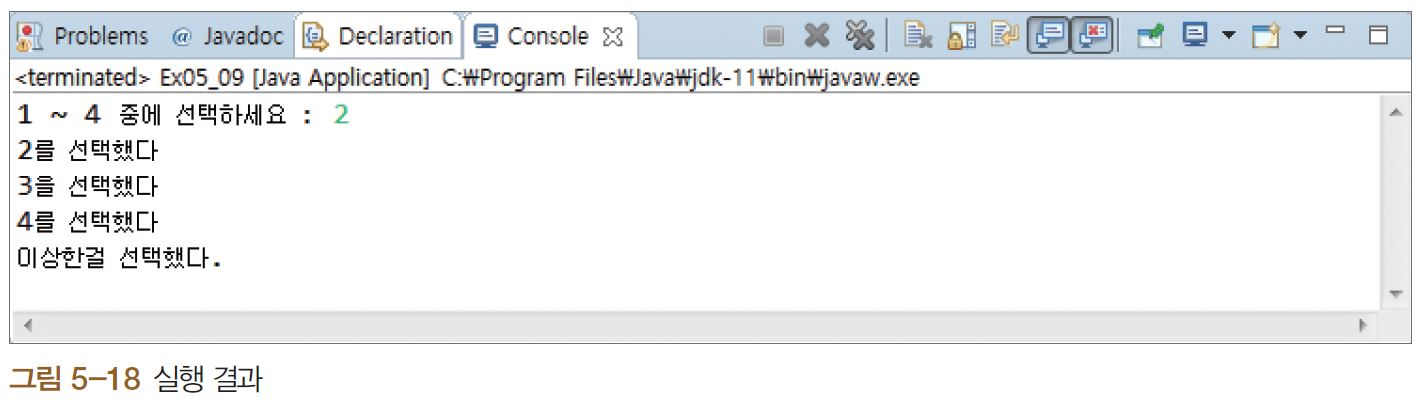 Problems @ Javadoc Declaration Console
<terminated> Ex05_09 [Java Application] C:₩Program Files₩Java₩jdk-11₩bin₩javaw.exe
1 ~ 4 중에 선택하세요 : 2
2를 선택했다
3을 선택했다
4를 선택했다
이상한걸 선택했다.
그림 5-18 실행 결과